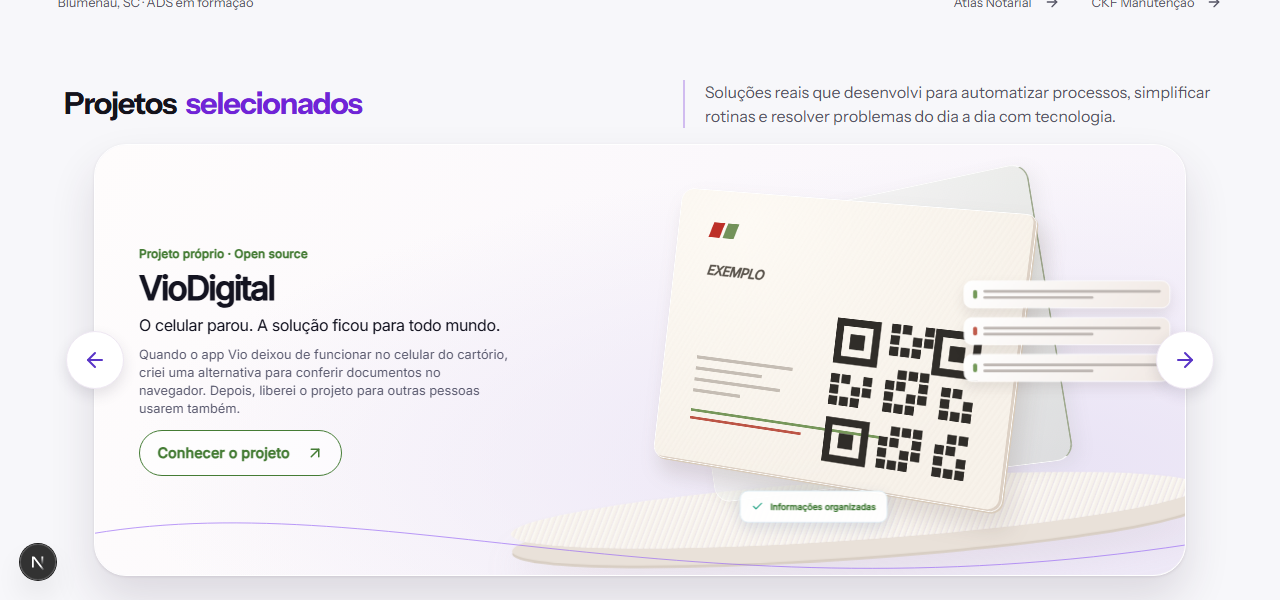 Blumenau, SC · ADS em formação
Atlas Notarial →
CKF Manutenção →
Projetos selecionados
Soluções reais que desenvolvi para automatizar processos, simplificar
rotinas e resolver problemas do dia a dia com tecnologia.
Projeto próprio · Open source
VioDigital
O celular parou. A solução ficou para todo mundo.
Quando o app Vio deixou de funcionar no celular do cartório,
criei uma alternativa para conferir documentos no
navegador. Depois, liberei o projeto para outras pessoas
usarem também.
Conhecer o projeto
EXEMPLO
Informações organizadas
N